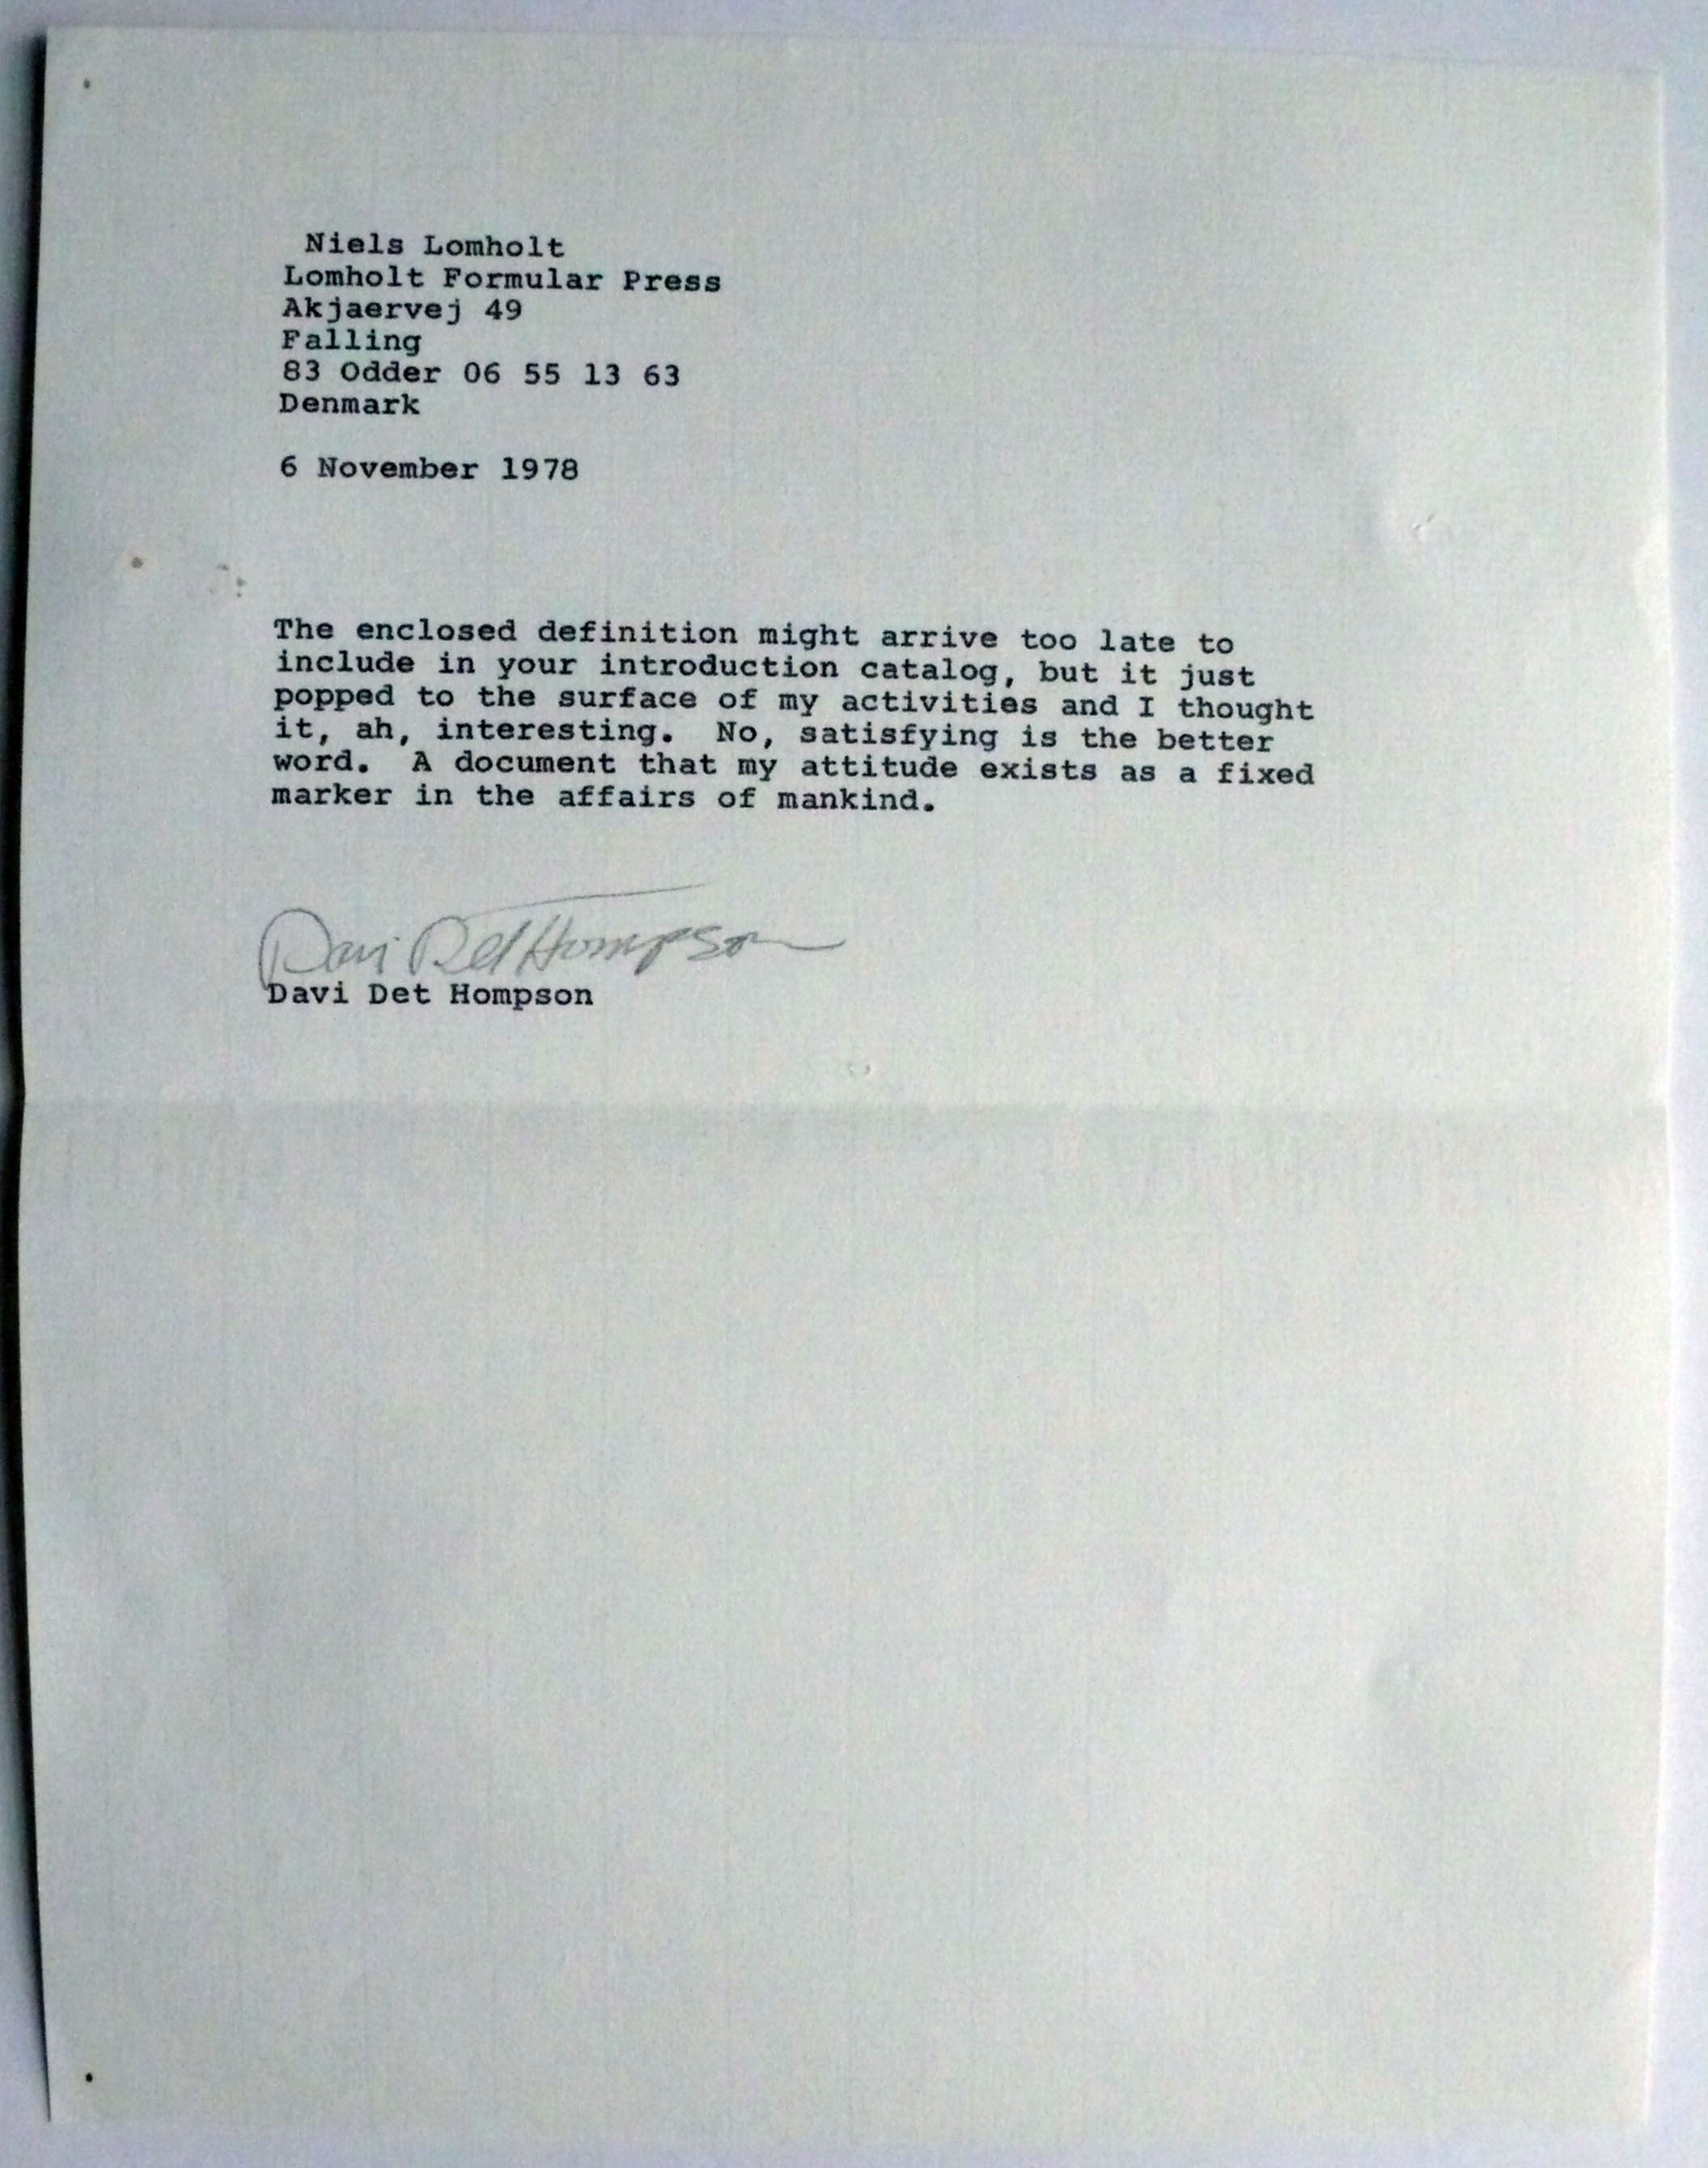 Niels Lomholt
Lomholt Formular Press
Akjaervej 49
Falling
83 Odder 06 55 13 63
Denmark
6 November 1978
The enclosed definition might arrive too late to
include in your introduction catalog, but it just
popped to the surface of my activities and I thought
it, ah, interesting.  No, satisfying is the better
word.  A document that my attitude exists as a fixed
marker in the affairs of mankind.
Davi Det Hompson
Davi Det Hompson